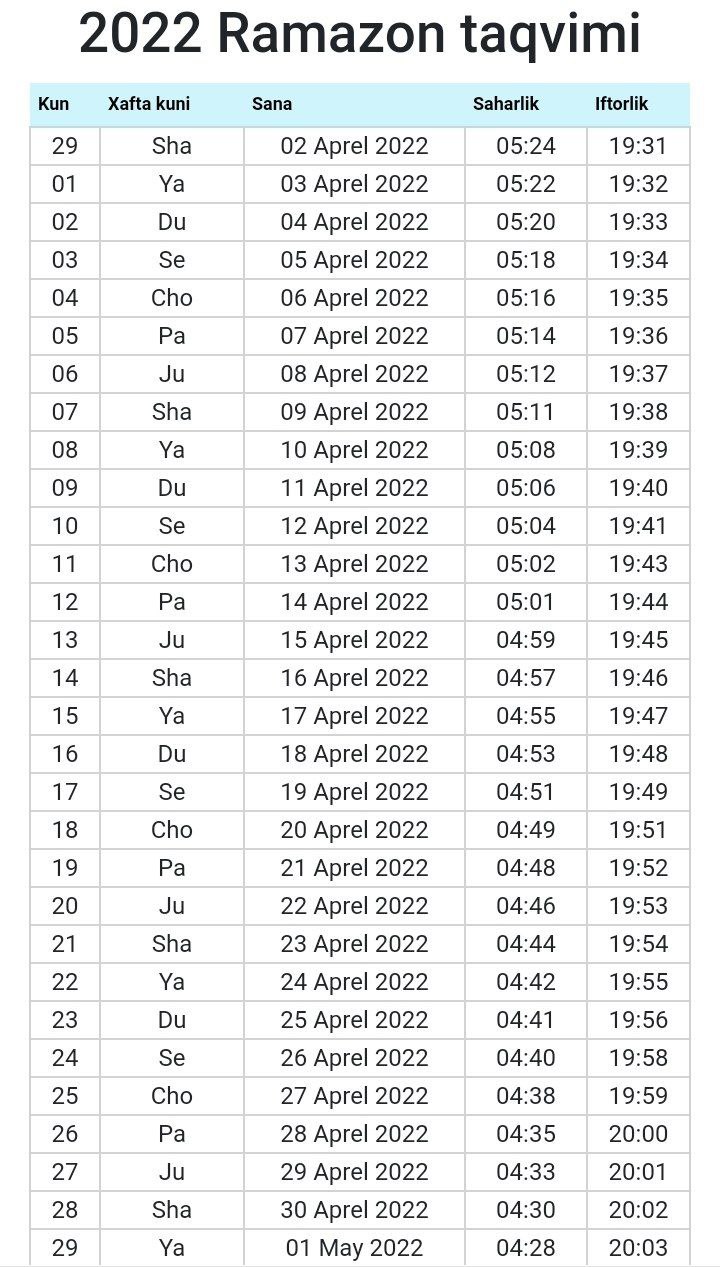 2022 Ramazon taqvimi
Kun Xafta kuni Sana Saharlik Iftorlik
29 Sha 02 Aprel 2022 05:24 19:31
01 Ya 03 Aprel 2022 05:22 19:32
02 Du 04 Aprel 2022 05:20 19:33
03 Se 05 Aprel 2022 05:18 19:34
04 Cho 06 Aprel 2022 05:16 19:35
05 Pa 07 Aprel 2022 05:14 19:36
06 Ju 08 Aprel 2022 05:12 19:37
07 Sha 09 Aprel 2022 05:11 19:38
08 Ya 10 Aprel 2022 05:08 19:39
09 Du 11 Aprel 2022 05:06 19:40
10 Se 12 Aprel 2022 05:04 19:41
11 Cho 13 Aprel 2022 05:02 19:43
12 Pa 14 Aprel 2022 05:01 19:44
13 Ju 15 Aprel 2022 04:59 19:45
14 Sha 16 Aprel 2022 04:57 19:46
15 Ya 17 Aprel 2022 04:55 19:47
16 Du 18 Aprel 2022 04:53 19:48
17 Se 19 Aprel 2022 04:51 19:49
18 Cho 20 Aprel 2022 04:49 19:51
19 Pa 21 Aprel 2022 04:48 19:52
20 Ju 22 Aprel 2022 04:46 19:53
21 Sha 23 Aprel 2022 04:44 19:54
22 Ya 24 Aprel 2022 04:42 19:55
23 Du 25 Aprel 2022 04:41 19:56
24 Se 26 Aprel 2022 04:40 19:58
25 Cho 27 Aprel 2022 04:38 19:59
26 Pa 28 Aprel 2022 04:35 20:00
27 Ju 29 Aprel 2022 04:33 20:01
28 Sha 30 Aprel 2022 04:30 20:02
29 Ya 01 May 2022 04:28 20:03